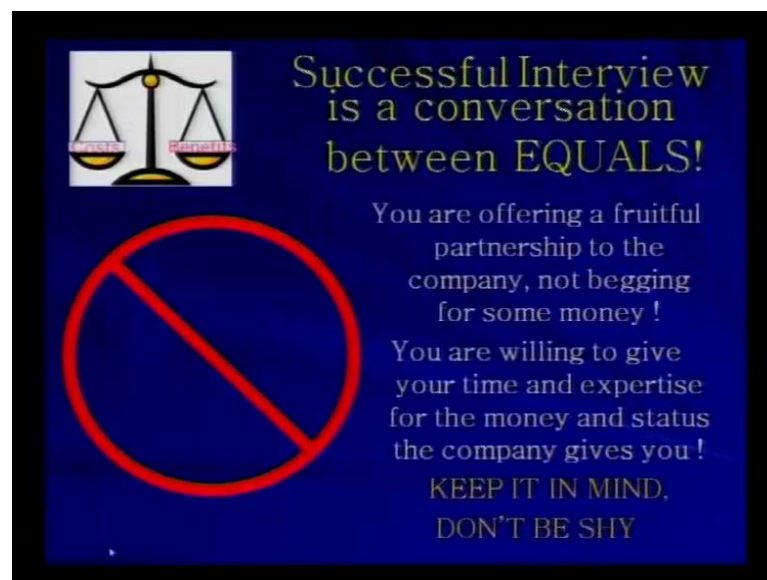 Costs Benefits
Successful Interview
is a conversation
between EQUALS!
You are offering a fruitful
partnership to the
company, not begging
for some money !
You are willing to give
your time and expertise
for the money and status
the company gives you !
KEEP IT IN MIND,
DON'T BE SHY